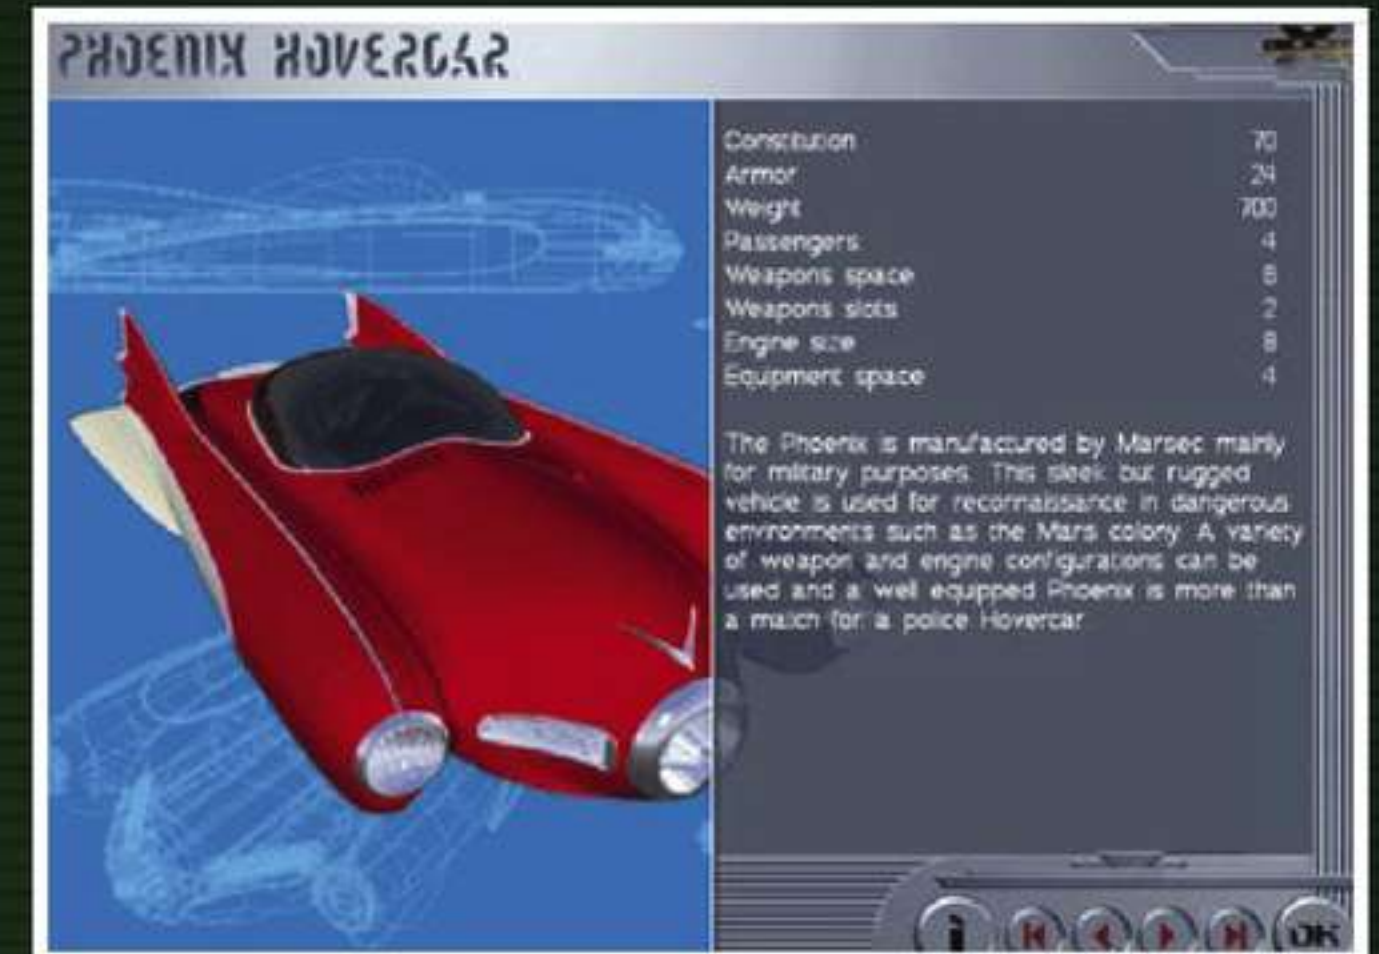 PHOENIX HOVERCAR
Constitution 70
Armor 24
Weight 700
Passengers 4
Weapons space
Weapons slots 2
Engine size 8
Equipment space 4
The Phoenix is manufactured by Marsec mainly
for military purposes. This sleek but rugged
vehicle is used for reconnaissance in dangerous
environments such as the Mars colony. A variety
of weapon and engine configurations can be
used and a well equipped Phoenix is more than
a match for a police Hovercar.
i OK